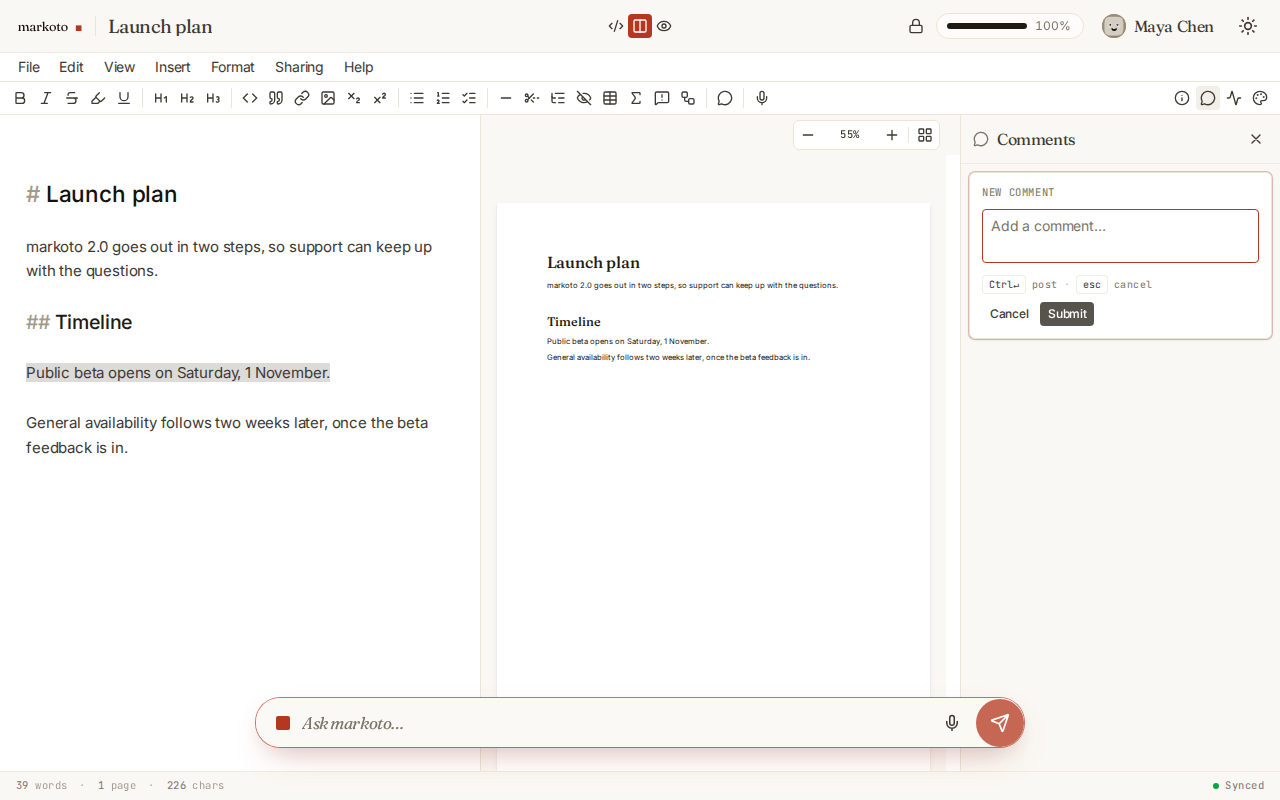 markoto
Launch plan
100%
Maya Chen
File Edit View Insert Format Sharing Help
H1 H2 H3
55%
# Launch plan
markoto 2.0 goes out in two steps, so support can keep up
with the questions.
## Timeline
Public beta opens on Saturday, 1 November.
General availability follows two weeks later, once the beta
feedback is in.
Launch plan
markoto 2.0 goes out in two steps, so support can keep up with the questions.
Timeline
Public beta opens on Saturday, 1 November.
General availability follows two weeks later, once the beta feedback is in.
Comments
NEW COMMENT
Add a comment...
Ctrl↵ post · esc cancel
Cancel Submit
Ask markoto...
39 words · 1 page · 226 chars
Synced